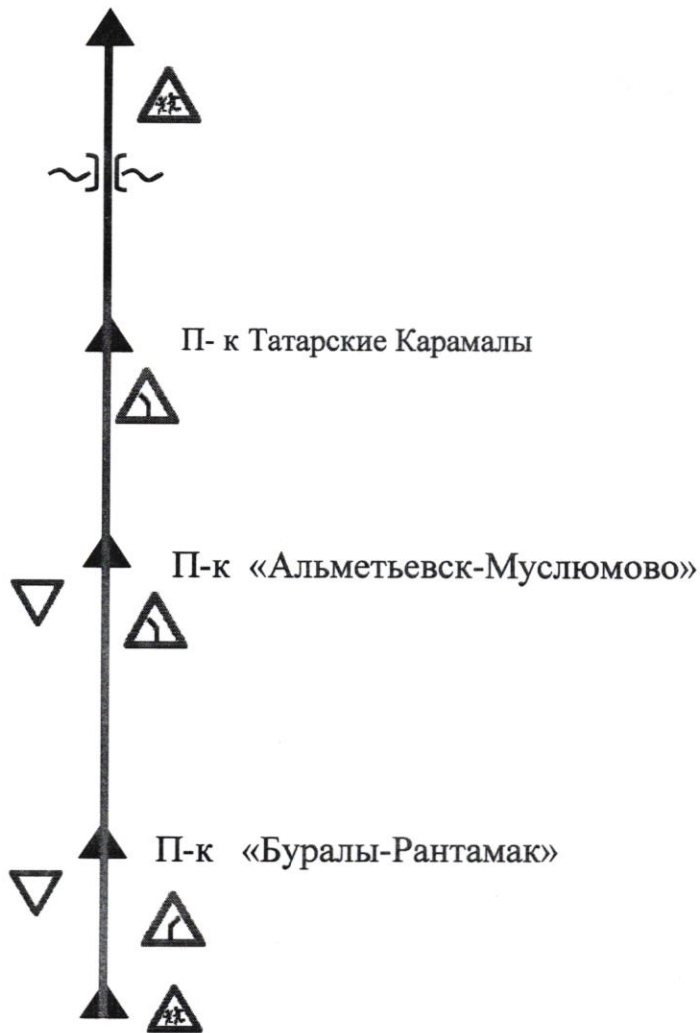 П- к Татарские Карамалы
П-к «Альметьевск-Муслюмово»
П-к «Буралы-Рантамак»